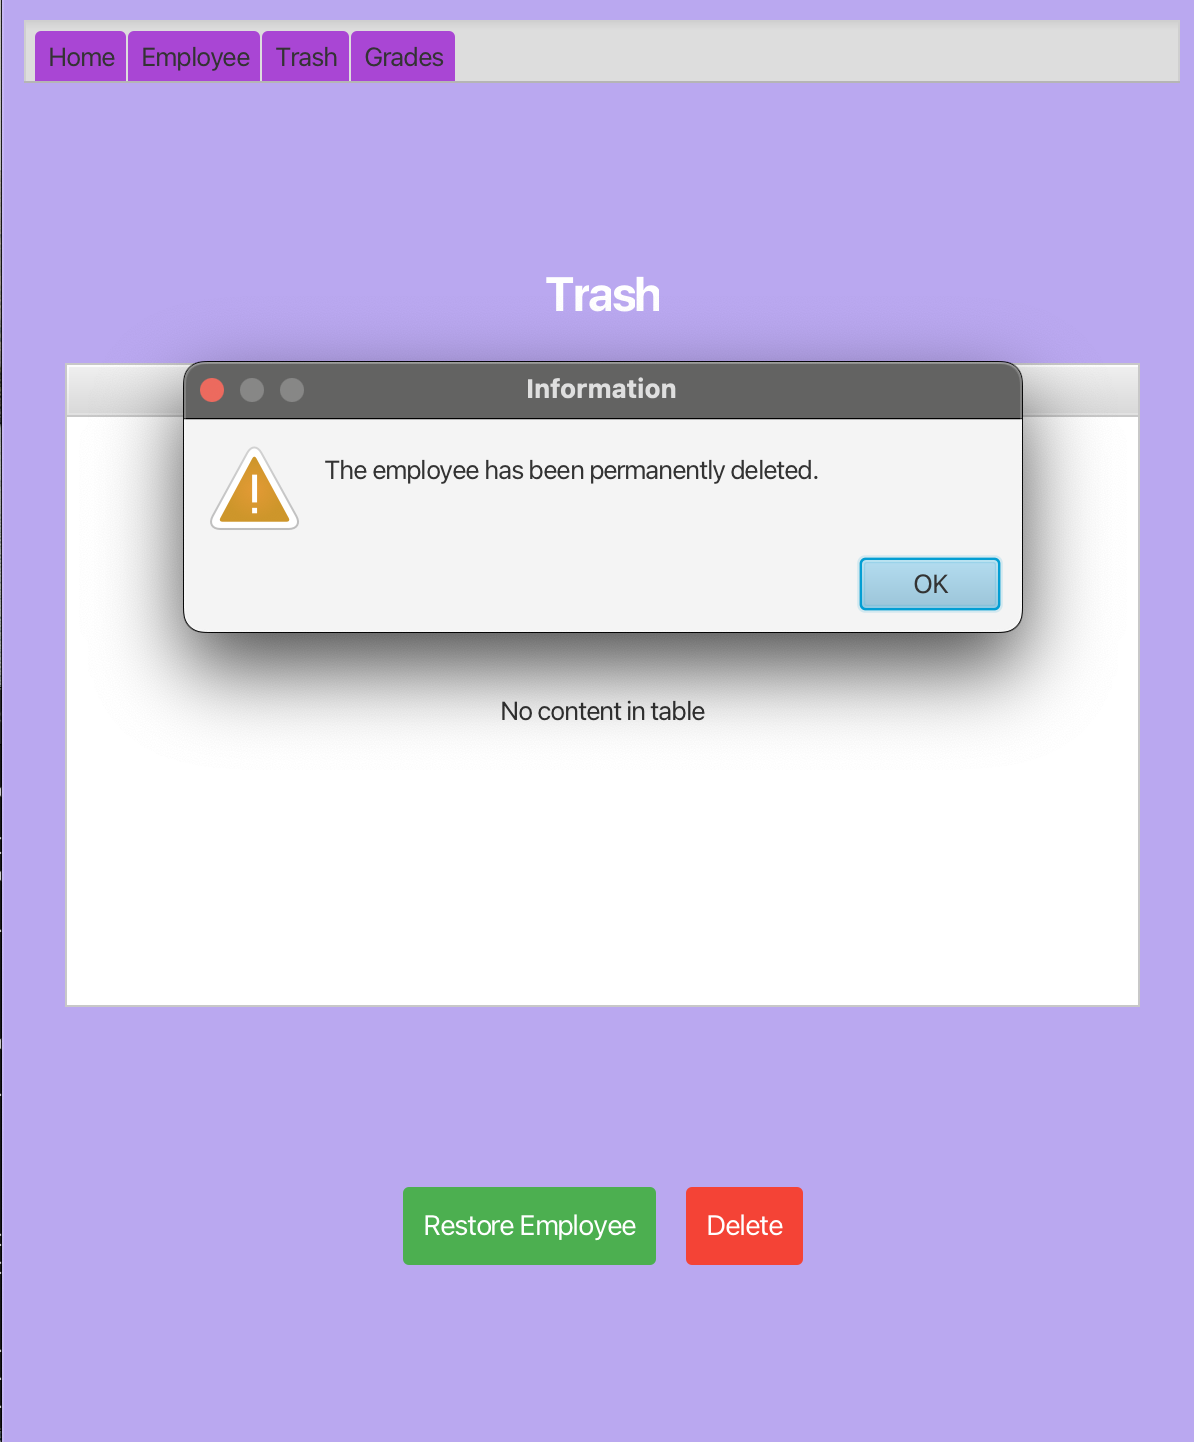 Home Employee Trash Grades
Trash
Information
The employee has been permanently deleted.
OK
No content in table
Restore Employee Delete